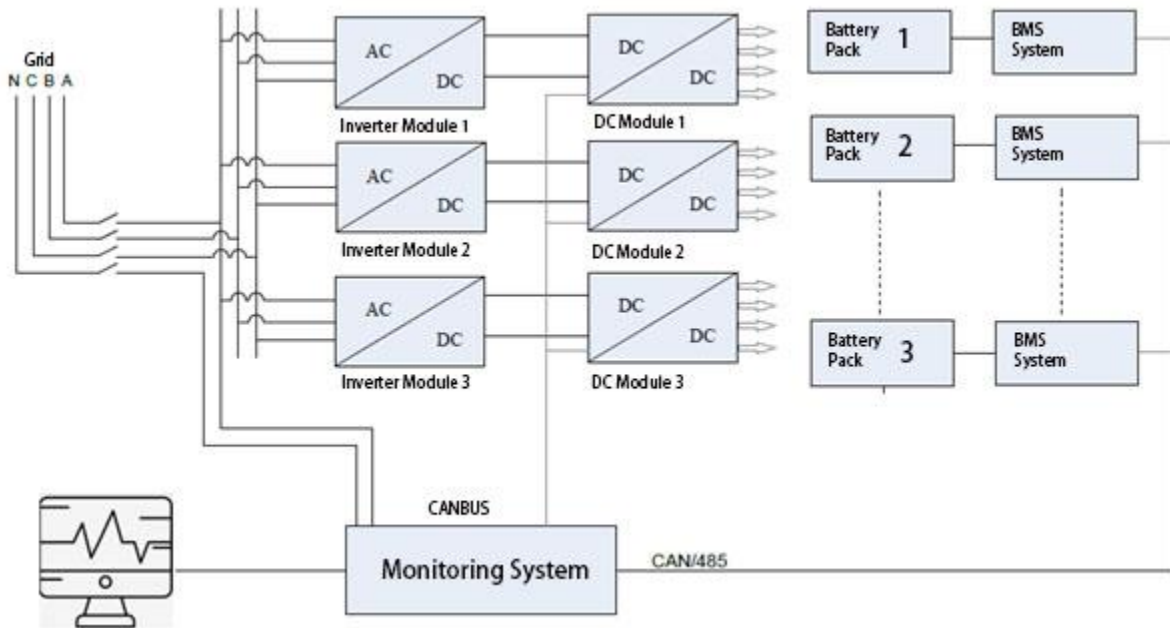 Grid
N C B A
AC
DC
Inverter Module 1
DC
DC
DC Module 1
Battery
Pack 1
BMS
System
AC
DC
Inverter Module 2
DC
DC
DC Module 2
Battery
Pack 2
BMS
System
AC
DC
Inverter Module 3
DC
DC
DC Module 3
Battery
Pack 3
BMS
System
CANBUS
Monitoring System
CAN/485